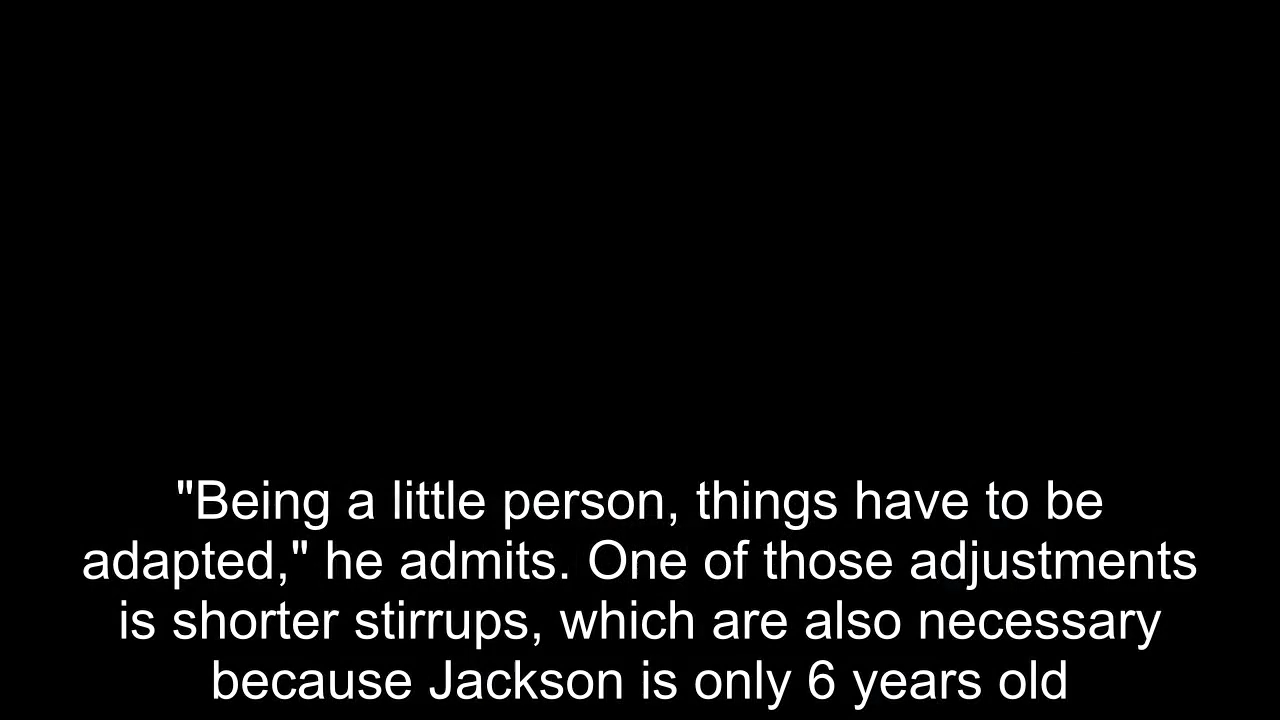 "Being a little person, things have to be
adapted," he admits. One of those adjustments
is shorter stirrups, which are also necessary
because Jackson is only 6 years old